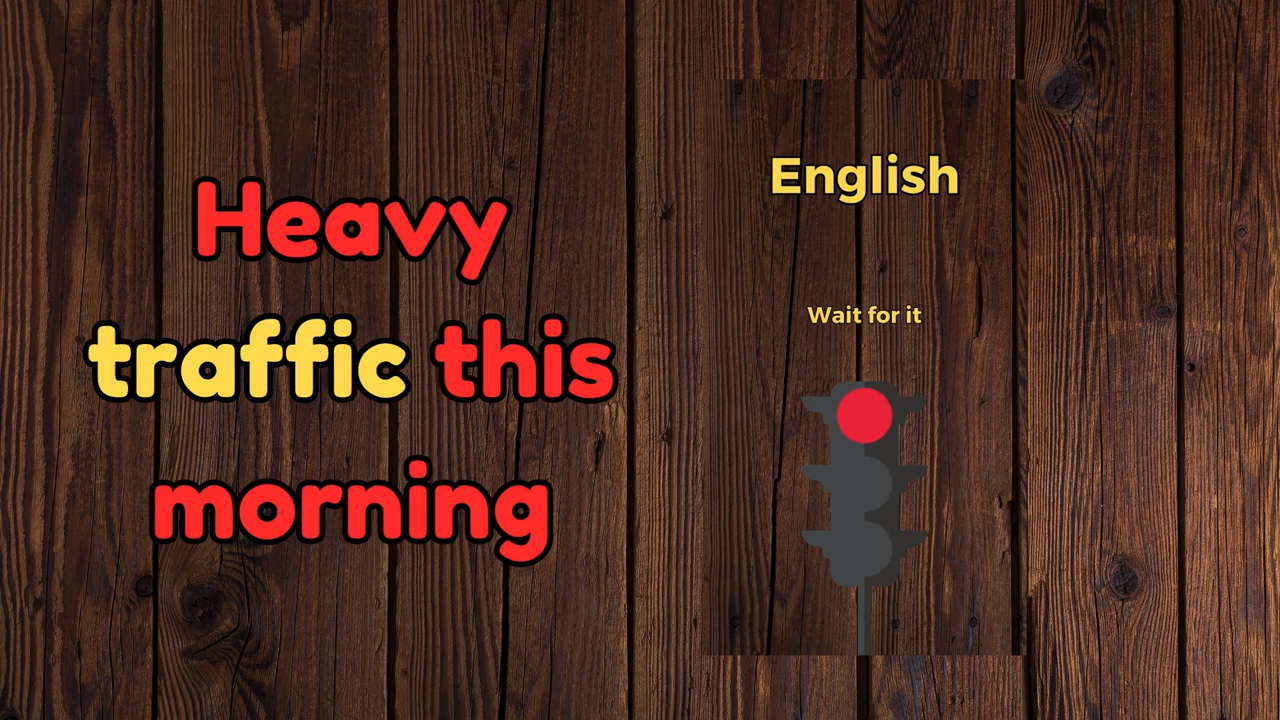 Heavy
traffic this
morning
English
Wait for it